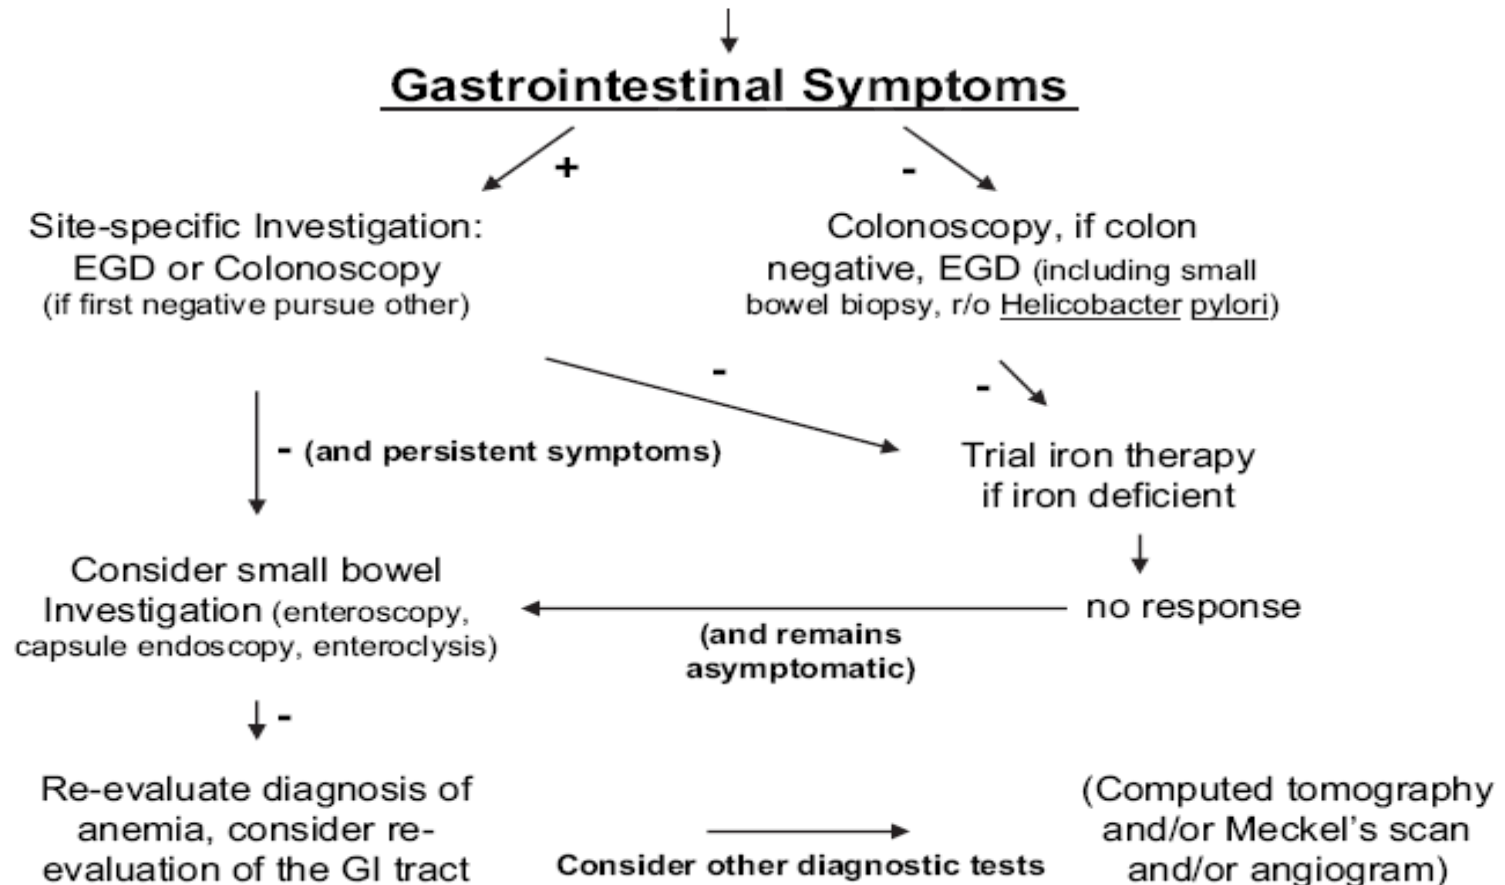 Gastrointestinal Symptoms
+
-
Site-specific Investigation:
EGD or Colonoscopy
(if first negative pursue other)
Colonoscopy, if colon
negative, EGD (including small
bowel biopsy, r/o Helicobacter pylori)
-
-
- (and persistent symptoms)
Trial iron therapy
if iron deficient
Consider small bowel
Investigation (enteroscopy,
capsule endoscopy, enteroclysis)
no response
(and remains
asymptomatic)
-
Re-evaluate diagnosis of
anemia, consider re-
evaluation of the GI tract
Consider other diagnostic tests
(Computed tomography
and/or Meckel's scan
and/or angiogram)